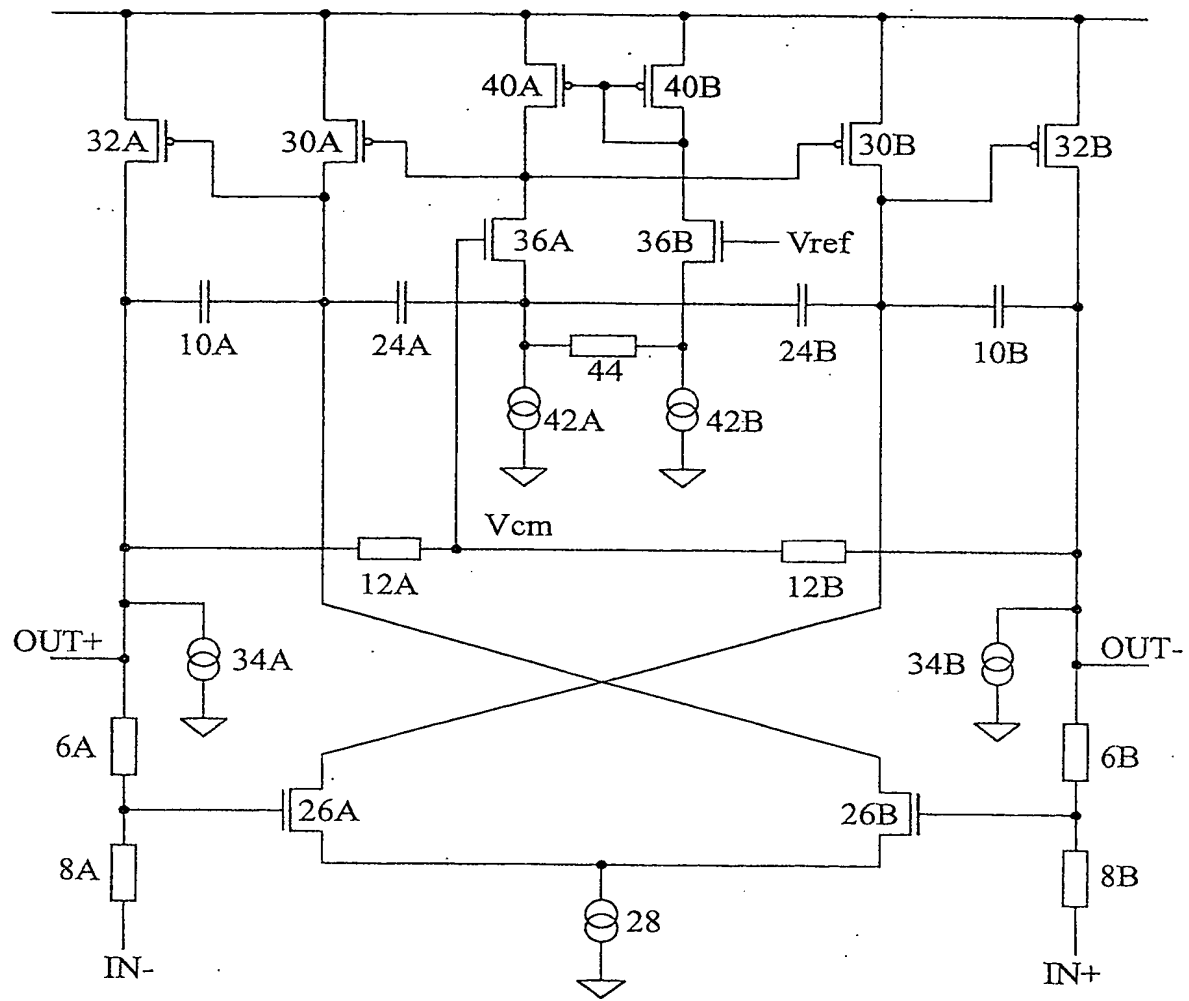 40A
40B
32A
30A
30B
32B
36A
36B
Vref
10A
24A
24B
10B
44
42A
42B
Vcm
12A
12B
OUT+
34A
34B
OUT-
6A
6B
26A
26B
8A
8B
28
IN-
IN+